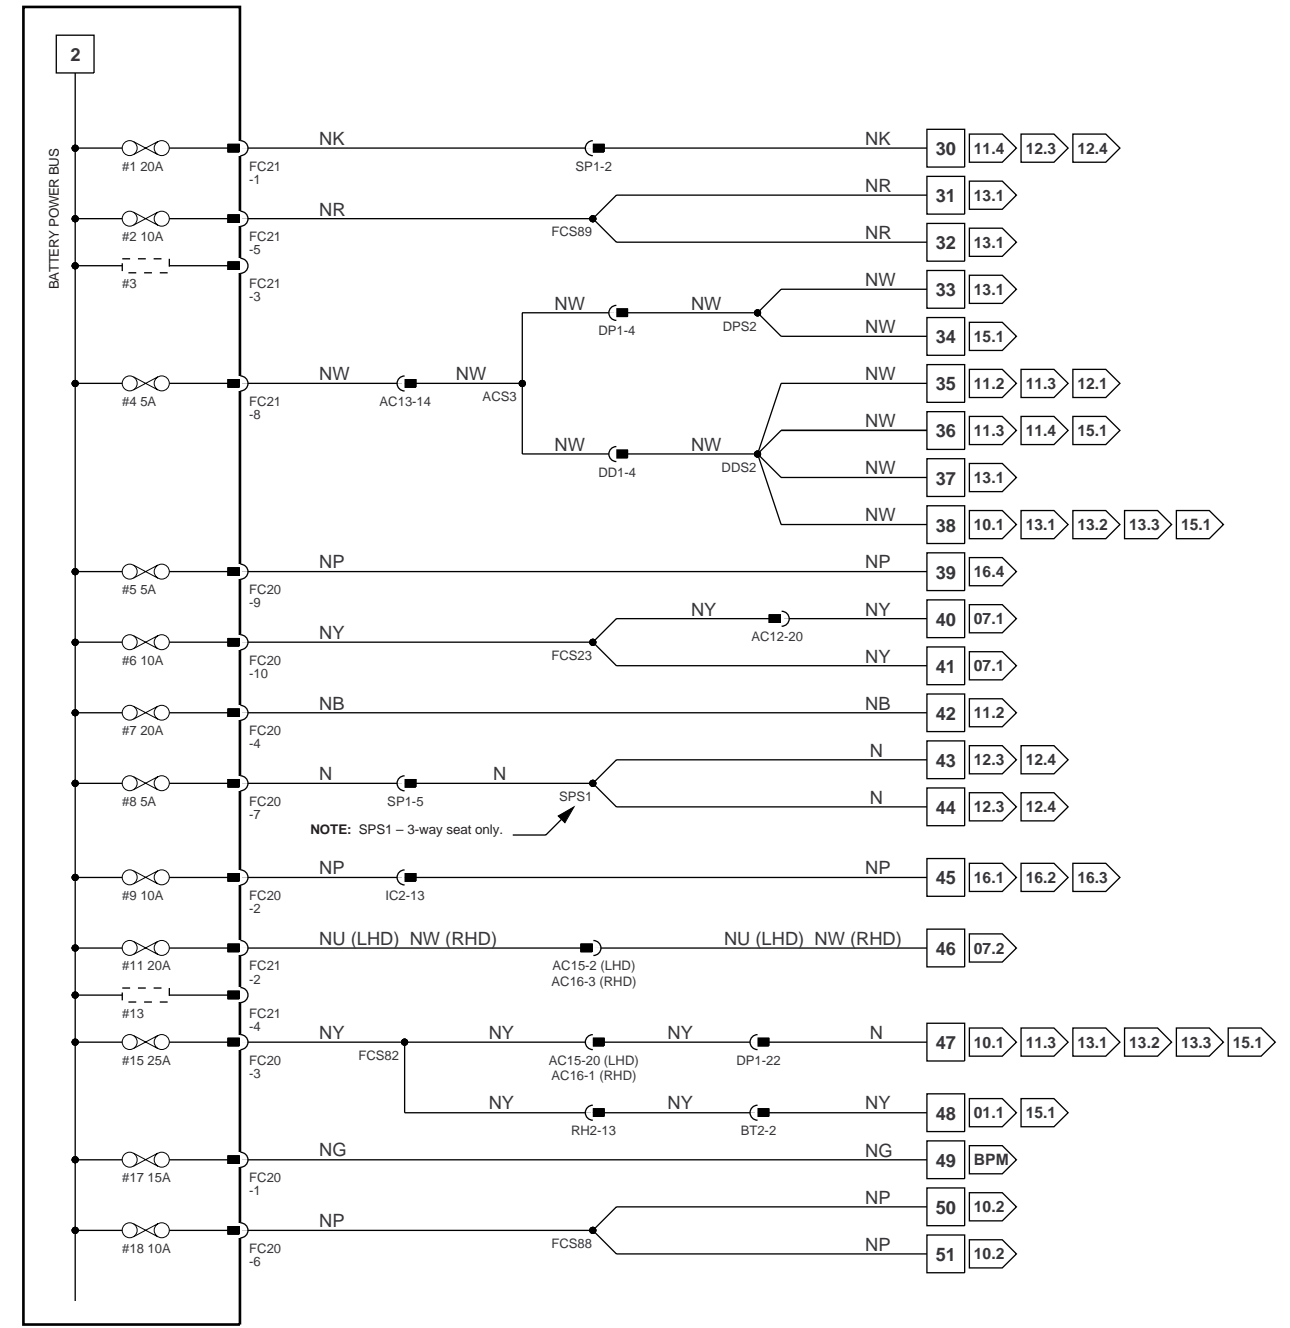 2
BATTERY POWER BUS
NK NK 30 11.4 12.3 12.4
#1 20A FC21 SP1-2
-1
NR 31 13.1
NR
#2 10A FC21 FCS89
-5
NR 32 13.1
#3 FC21
-3
NW 33 13.1
NW NW
DP1-4 DPS2
NW 34 15.1
NW NW
#4 5A FC21 AC13-14 ACS3
-8
NW 35 11.2 11.3 12.1
NW 36 11.3 11.4 15.1
NW NW
DD1-4 DDS2
NW 37 13.1
NW 38 10.1 13.1 13.2 13.3 15.1
NP NP 39 16.4
#5 5A FC20
-9
NY NY 40 07.1
AC12-20
NY
#6 10A FC20 FCS23
-10
NY 41 07.1
NB NB 42 11.2
#7 20A FC20
-4
N 43 12.3 12.4
N N
#8 5A FC20 SP1-5 SPS1
-7
N 44 12.3 12.4
NOTE: SPS1 – 3-way seat only.
NP NP 45 16.1 16.2 16.3
#9 10A FC20 IC2-13
-2
NU (LHD) NW (RHD) NU (LHD) NW (RHD) 46 07.2
#11 20A FC21 AC15-2 (LHD)
-2 AC16-3 (RHD)
#13 FC21
-4
NY NY NY N 47 10.1 11.3 13.1 13.2 13.3 15.1
#15 25A FC20 FCS82 AC15-20 (LHD) DP1-22
-3 AC16-1 (RHD)
NY NY NY 48 01.1 15.1
RH2-13 BT2-2
NG NG 49 BPM
#17 15A FC20
-1
NP 50 10.2
NP
#18 10A FC20 FCS88
-6
NP 51 10.2